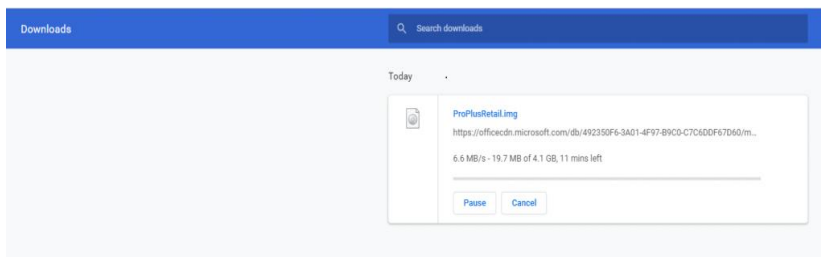 Downloads
Search downloads
Today
ProPlusRetail.img
https://officecdn.microsoft.com/db/492350F6-3A01-4F97-B9C0-C7C6DDF67D60/m...
6.6 MB/s - 19.7 MB of 4.1 GB, 11 mins left
Pause Cancel